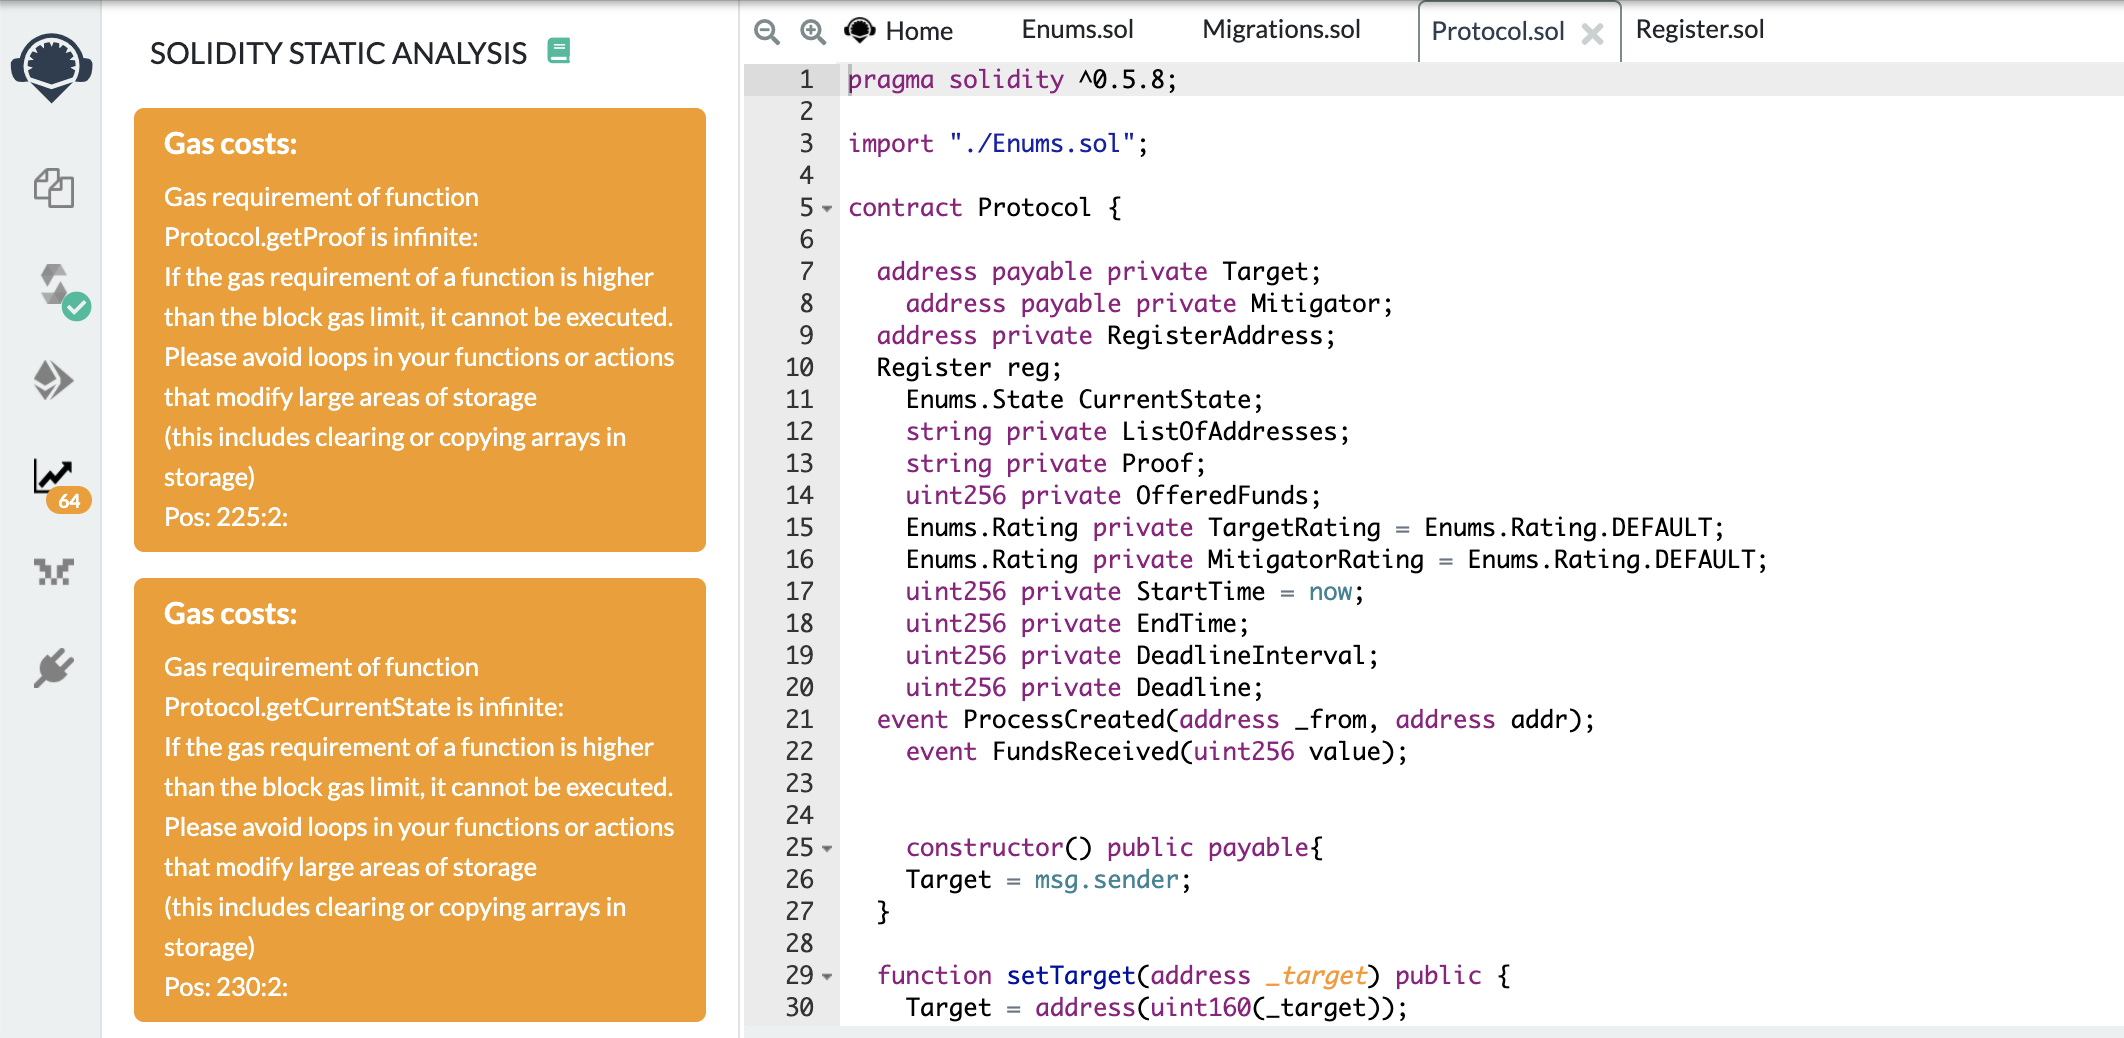 SOLIDITY STATIC ANALYSIS
Gas costs:
Gas requirement of function
Protocol.getProof is infinite:
If the gas requirement of a function is higher
than the block gas limit, it cannot be executed.
Please avoid loops in your functions or actions
that modify large areas of storage
(this includes clearing or copying arrays in
storage)
Pos: 225:2:
Gas costs:
Gas requirement of function
Protocol.getCurrentState is infinite:
If the gas requirement of a function is higher
than the block gas limit, it cannot be executed.
Please avoid loops in your functions or actions
that modify large areas of storage
(this includes clearing or copying arrays in
storage)
Pos: 230:2:
64
Home Enums.sol Migrations.sol Protocol.sol Register.sol
1 pragma solidity ^0.5.8;
2
3 import "./Enums.sol";
4
5 contract Protocol {
6
7 address payable private Target;
8 address payable private Mitigator;
9 address private RegisterAddress;
10 Register reg;
11 Enums.State CurrentState;
12 string private ListOfAddresses;
13 string private Proof;
14 uint256 private OfferedFunds;
15 Enums.Rating private TargetRating = Enums.Rating.DEFAULT;
16 Enums.Rating private MitigatorRating = Enums.Rating.DEFAULT;
17 uint256 private StartTime = now;
18 uint256 private EndTime;
19 uint256 private DeadlineInterval;
20 uint256 private Deadline;
21 event ProcessCreated(address _from, address addr);
22 event FundsReceived(uint256 value);
23
24
25 constructor() public payable{
26 Target = msg.sender;
27 }
28
29 function setTarget(address _target) public {
30 Target = address(uint160(_target));